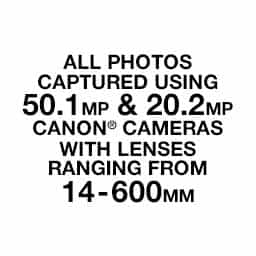 ALL PHOTOS
CAPTURED USING
50.1MP & 20.2MP
CANON® CAMERAS
WITH LENSES
RANGING FROM
14-600MM